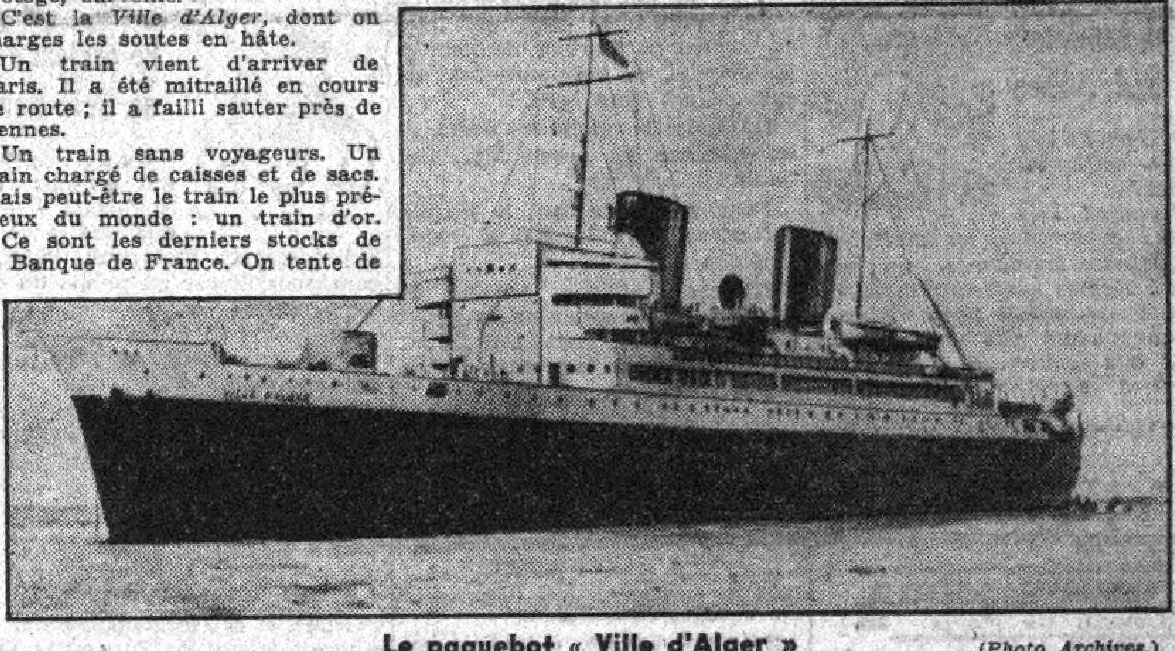 C'est la Ville d'Alger, dont on
arges les soutes en hâte.
Un train vient d'arriver de
aris. Il a été mitraillé en cours
e route ; il a failli sauter près de
ennes.
Un train sans voyageurs. Un
ain chargé de caisses et de sacs.
ais peut-être le train le plus pré-
eux du monde : un train d'or.
Ce sont les derniers stocks de
Banque de France. On tente de
Le paquebot « Ville d'Alger »
(Photo Archives.)